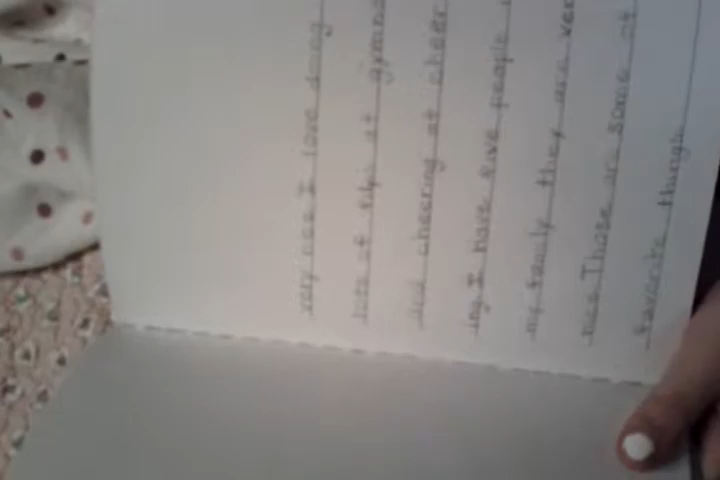 very nice I love doing
lots of flip at gymna
and cheering at cheer
ing I have five people
my family they are ver
nice Those are some of
favorite things